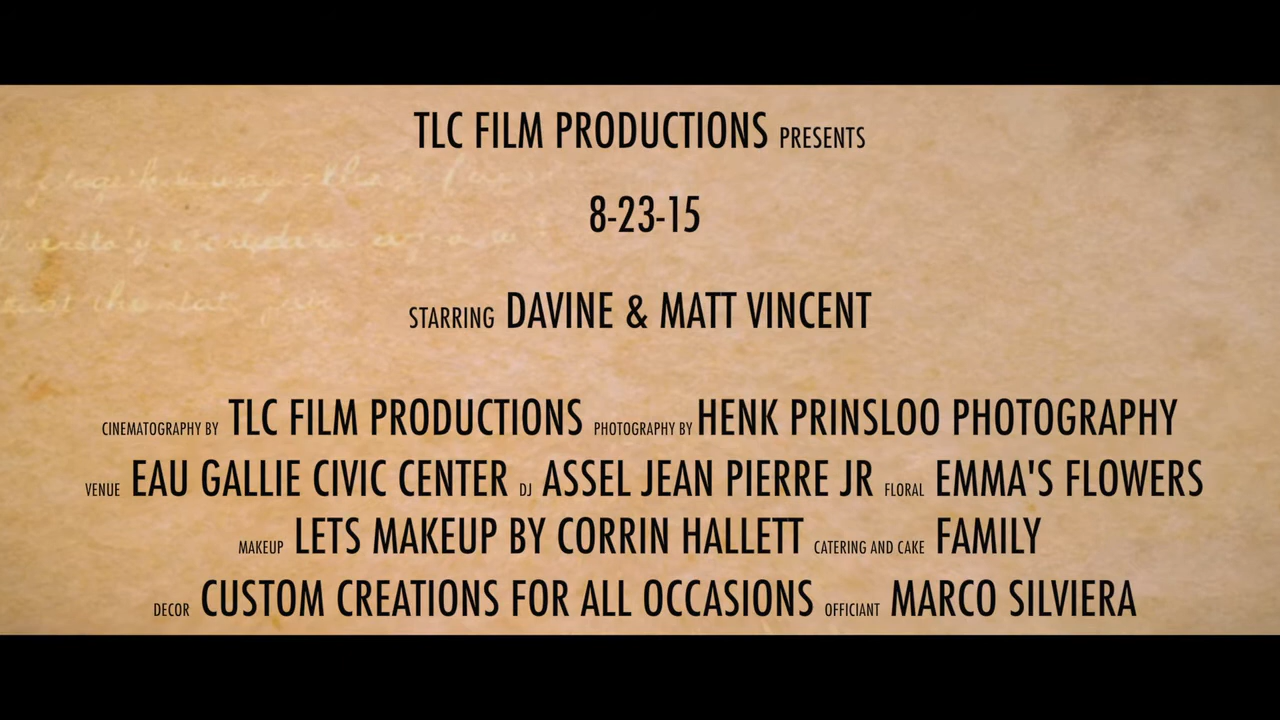 TLC FILM PRODUCTIONS PRESENTS
8-23-15
STARRING DAVINE & MATT VINCENT
CINEMATOGRAPHY BY TLC FILM PRODUCTIONS PHOTOGRAPHY BY HENK PRINSLOO PHOTOGRAPHY
VENUE EAU GALLIE CIVIC CENTER DJ ASSEL JEAN PIERRE JR FLORAL EMMA'S FLOWERS
MAKEUP LETS MAKEUP BY CORRIN HALLETT CATERING AND CAKE FAMILY
DECOR CUSTOM CREATIONS FOR ALL OCCASIONS OFFICIANT MARCO SILVIERA